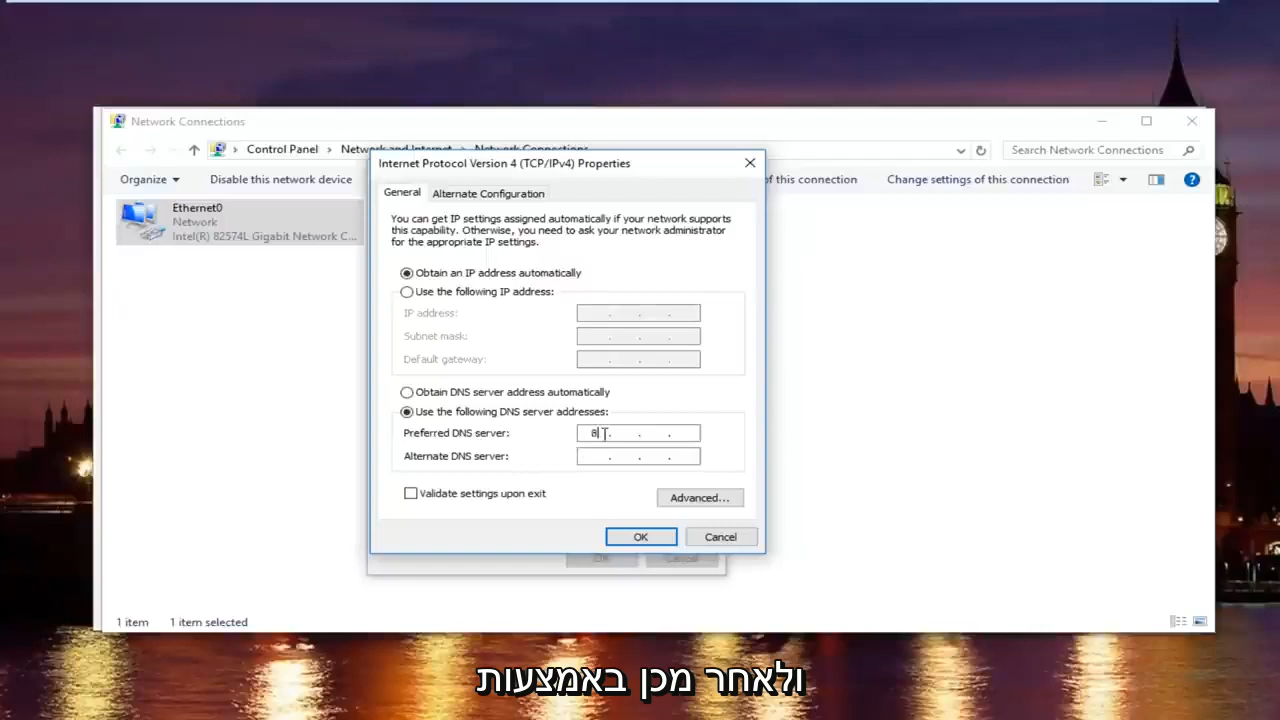 Network Connections
Control Panel › Network and Internet › Network Connections
Search Network Connections
Organize
Disable this network device
of this connection
Change settings of this connection
Ethernet0
Network
Intel(R) 82574L Gigabit Network C...
Internet Protocol Version 4 (TCP/IPv4) Properties
General
Alternate Configuration
You can get IP settings assigned automatically if your network supports
this capability. Otherwise, you need to ask your network administrator
for the appropriate IP settings.
Obtain an IP address automatically
Use the following IP address:
IP address:
Subnet mask:
Default gateway:
Obtain DNS server address automatically
Use the following DNS server addresses:
Preferred DNS server: 8
Alternate DNS server:
Validate settings upon exit
Advanced...
OK
Cancel
OK
Cancel
1 item
1 item selected
ולאחר מכן באמצעות